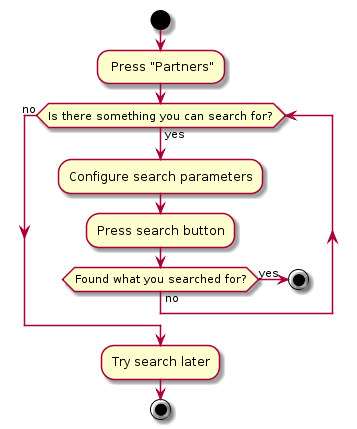 Press "Partners"
no
Is there something you can search for?
yes
Configure search parameters
Press search button
Found what you searched for?
yes
no
Try search later